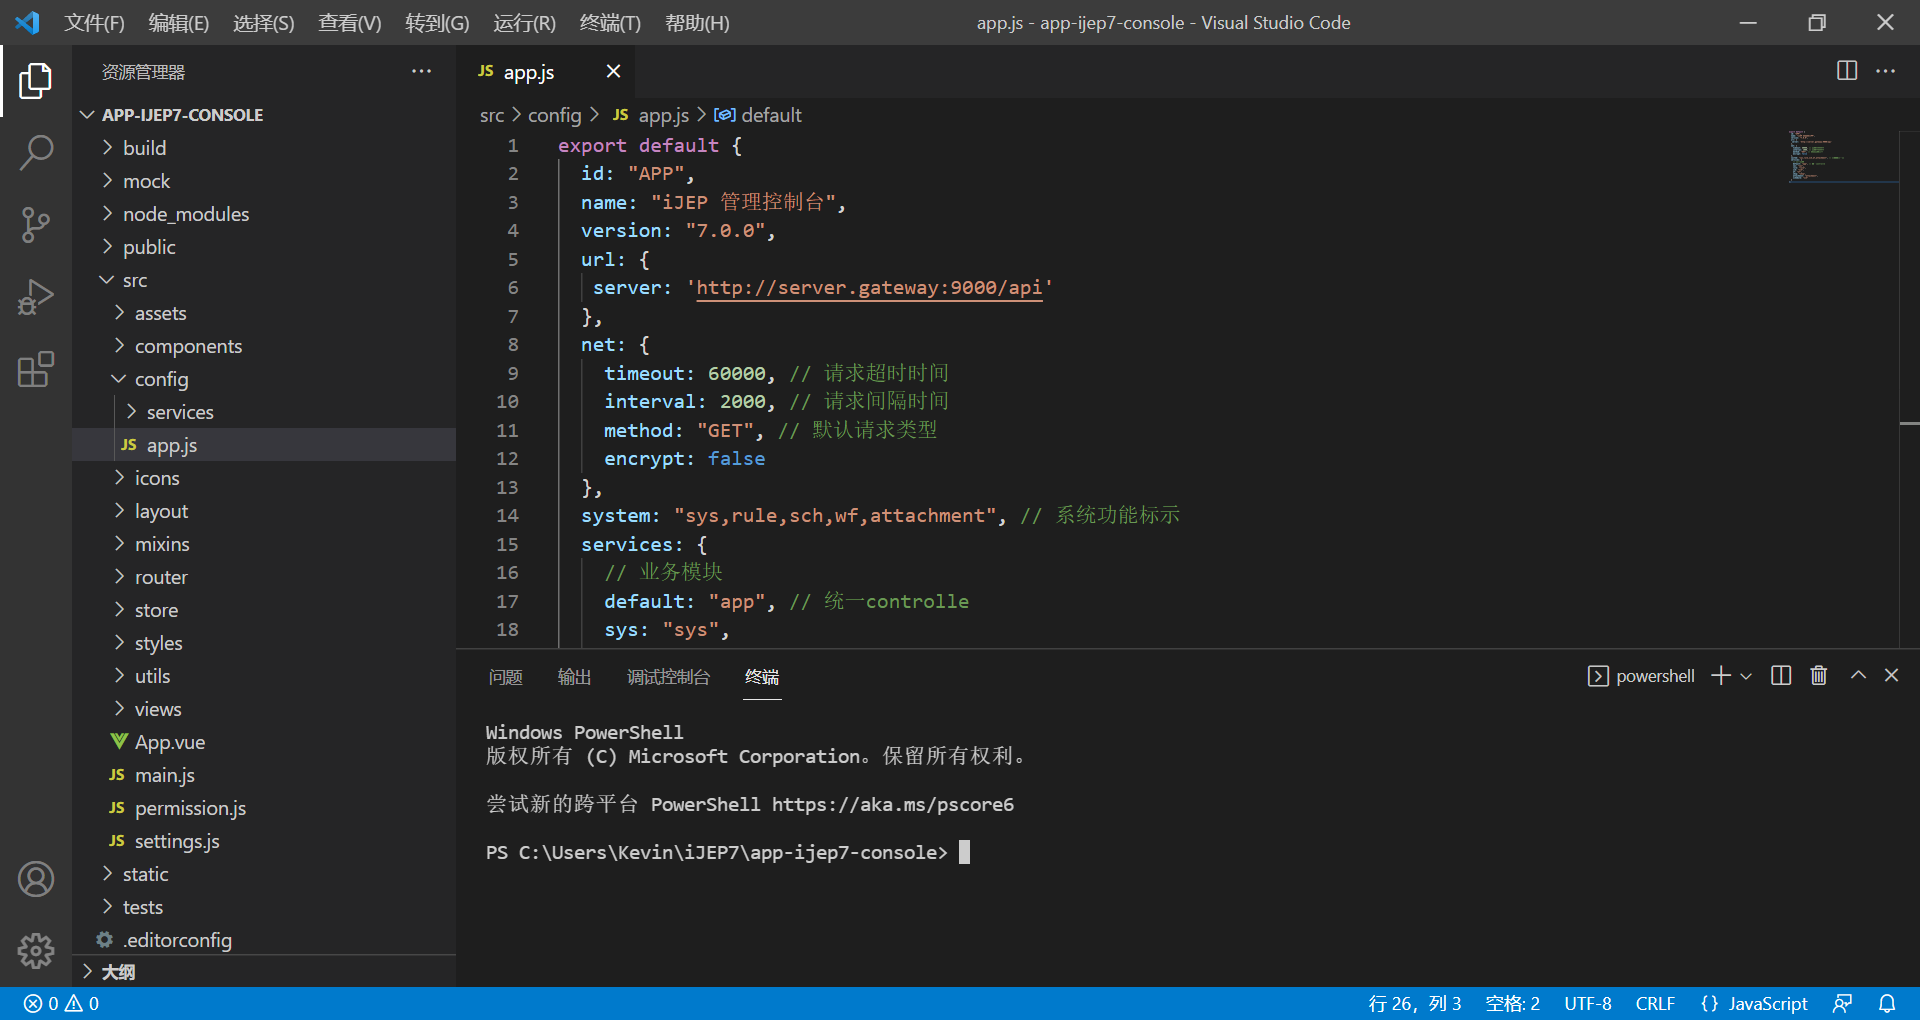 文件(F) 编辑(E) 选择(S) 查看(V) 转到(G) 运行(R) 终端(T) 帮助(H) app.js - app-ijep7-console - Visual Studio Code
资源管理器
APP-IJEP7-CONSOLE
build
mock
node_modules
public
src
assets
components
config
services
JS app.js
icons
layout
mixins
router
store
styles
utils
views
App.vue
JS main.js
JS permission.js
JS settings.js
static
tests
.editorconfig
大纲
JS app.js
src > config > JS app.js > default
1 export default {
2 id: "APP",
3 name: "iJEP 管理控制台",
4 version: "7.0.0",
5 url: {
6 server: 'http://server.gateway:9000/api'
7 },
8 net: {
9 timeout: 60000, // 请求超时时间
10 interval: 2000, // 请求间隔时间
11 method: "GET", // 默认请求类型
12 encrypt: false
13 },
14 system: "sys,rule,sch,wf,attachment", // 系统功能标示
15 services: {
16 // 业务模块
17 default: "app", // 统一controlle
18 sys: "sys",
问题 输出 调试控制台 终端 powershell
Windows PowerShell
版权所有 (C) Microsoft Corporation。保留所有权利。
尝试新的跨平台 PowerShell https://aka.ms/pscore6
PS C:\Users\Kevin\iJEP7\app-ijep7-console>
0 0 行 26, 列 3 空格: 2 UTF-8 CRLF {} JavaScript